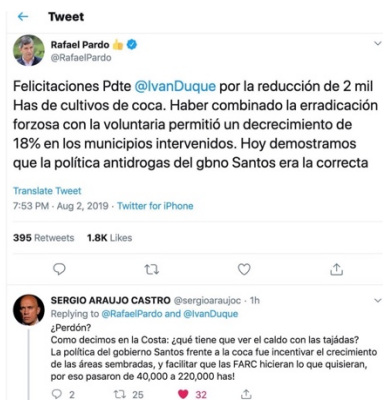 Tweet
Rafael Pardo 👍
@RafaelPardo
Felicitaciones Pdte @IvanDuque por la reducción de 2 mil
Has de cultivos de coca. Haber combinado la erradicación
forzosa con la voluntaria permitió un decrecimiento de
18% en los municipios intervenidos. Hoy demostramos
que la política antidrogas del gbno Santos era la correcta
Translate Tweet
7:53 PM · Aug 2, 2019 · Twitter for iPhone
395 Retweets 1.8K Likes
SERGIO ARAUJO CASTRO @sergioaraujoc · 1h
Replying to @RafaelPardo and @IvanDuque
¿Perdón?
Como decimos en la Costa: ¿qué tiene que ver el caldo con las tajádas?
La política del gobierno Santos frente a la coca fue incentivar el crecimiento
de las áreas sembradas, y facilitar que las FARC hicieran lo que quisieran,
por eso pasaron de 40,000 a 220,000 has!
2 25 32